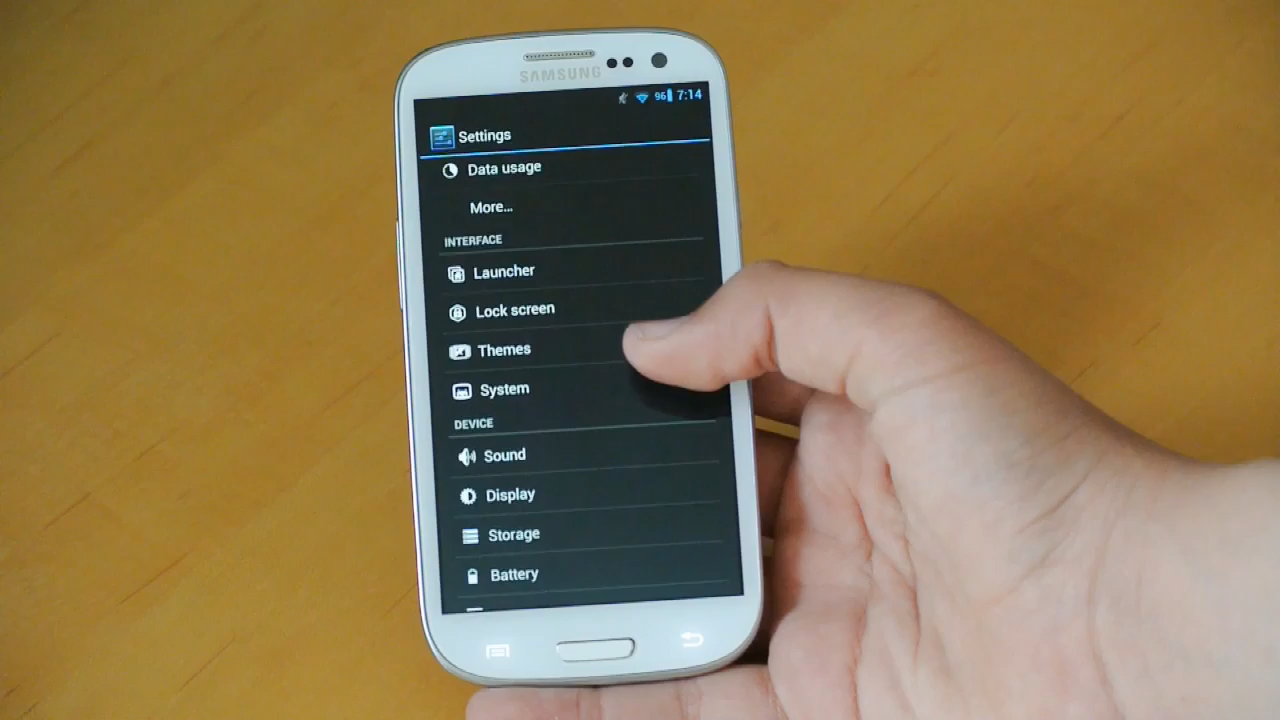 SAMSUNG
96 7:14
Settings
Data usage
More...
INTERFACE
Launcher
Lock screen
Themes
System
DEVICE
Sound
Display
Storage
Battery